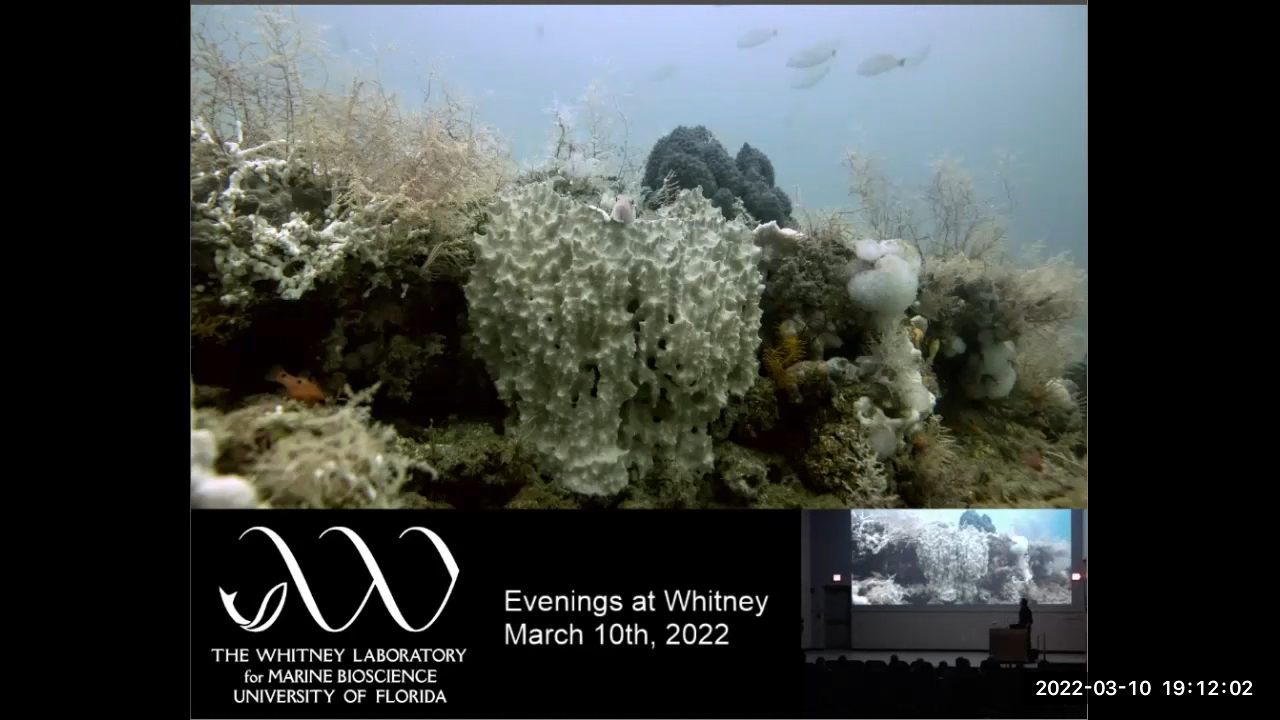 Evenings at Whitney
March 10th, 2022
THE WHITNEY LABORATORY
for MARINE BIOSCIENCE
UNIVERSITY OF FLORIDA
2022-03-10 19:12:02